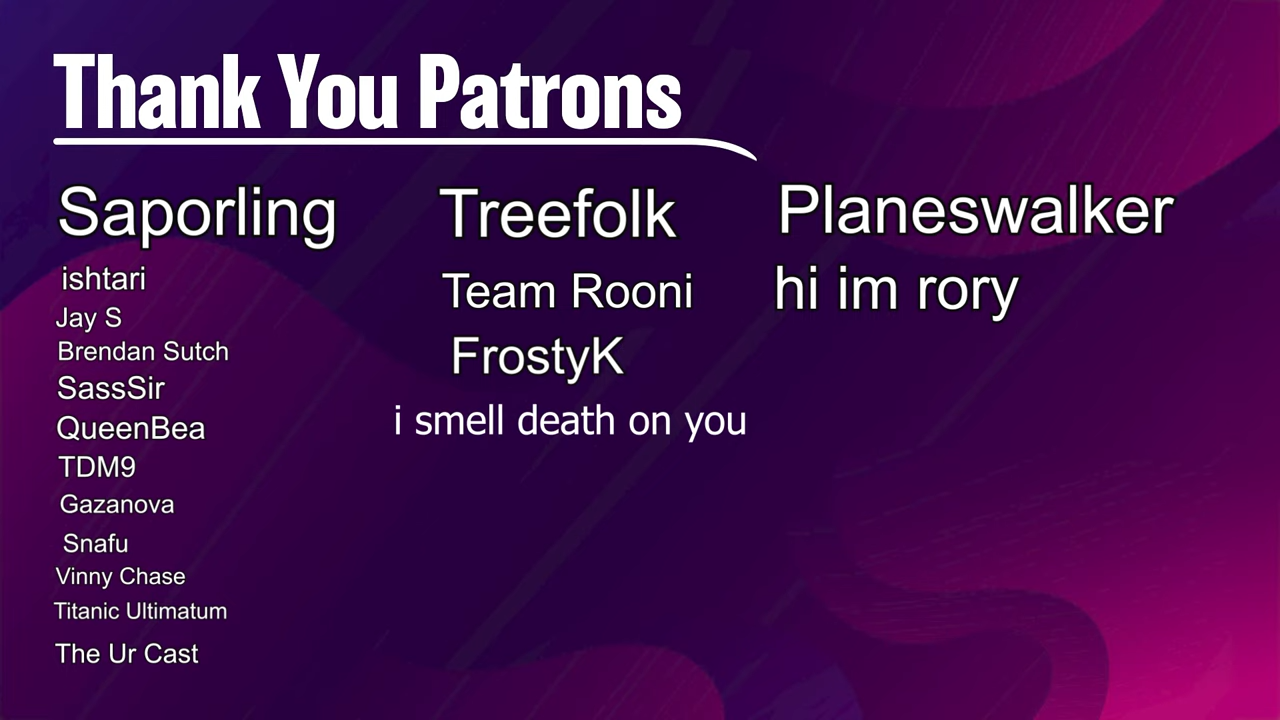 Thank You Patrons
Saporling
ishtari
Jay S
Brendan Sutch
SassSir
QueenBea
TDM9
Gazanova
Snafu
Vinny Chase
Titanic Ultimatum
The Ur Cast
Treefolk
Team Rooni
FrostyK
i smell death on you
Planeswalker
hi im rory